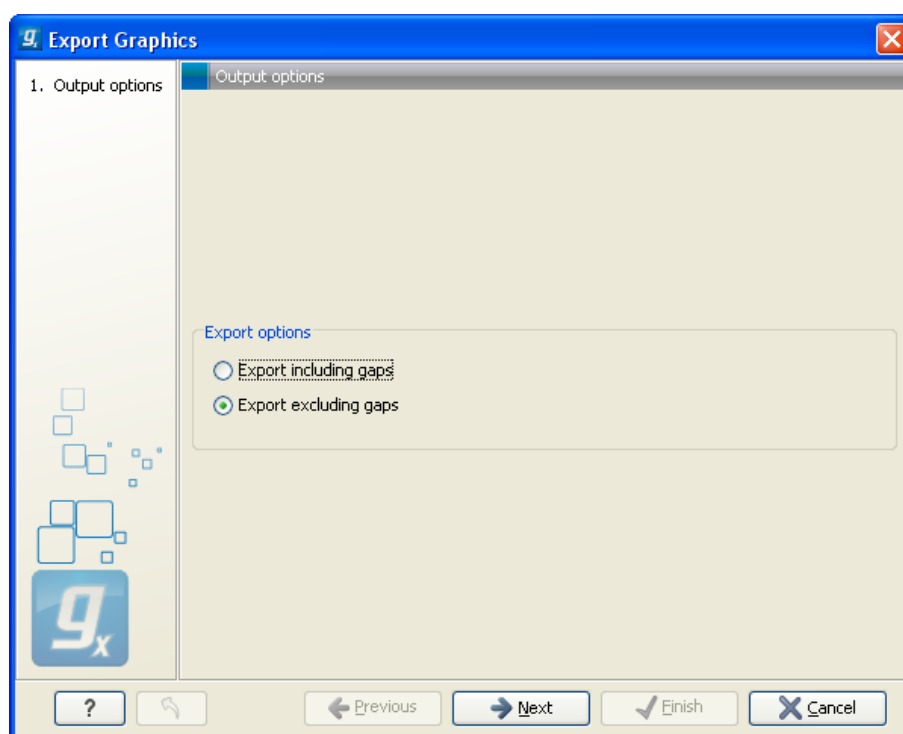 g Export Graphics
1. Output options
Output options
Export options
Export including gaps
Export excluding gaps
gx
? Previous Next Finish Cancel